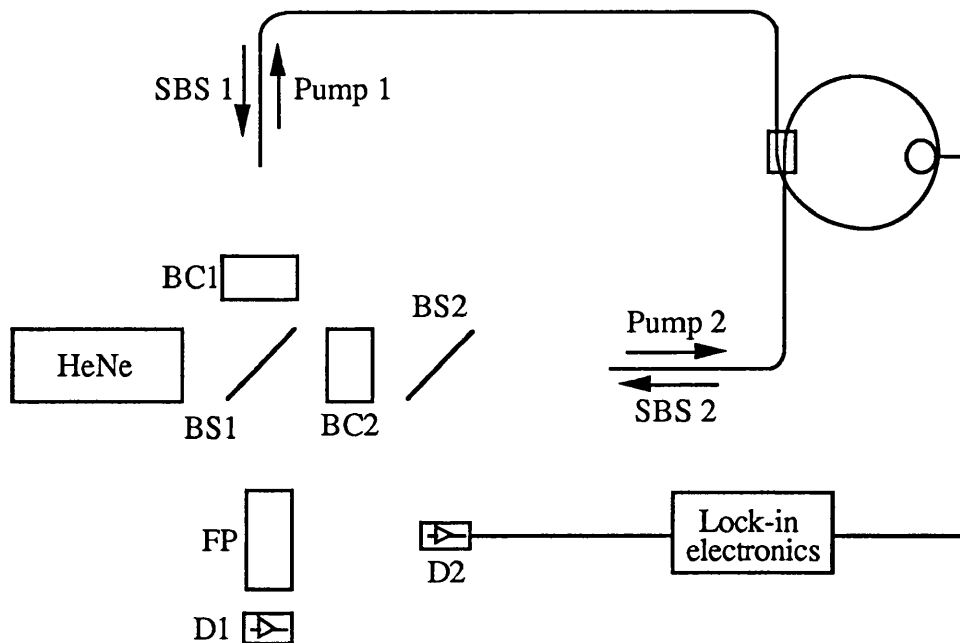 SBS 1
Pump 1
BC1
BS2
HeNe
Pump 2
BS1
BC2
SBS 2
FP
Lock-in
electronics
D2
D1